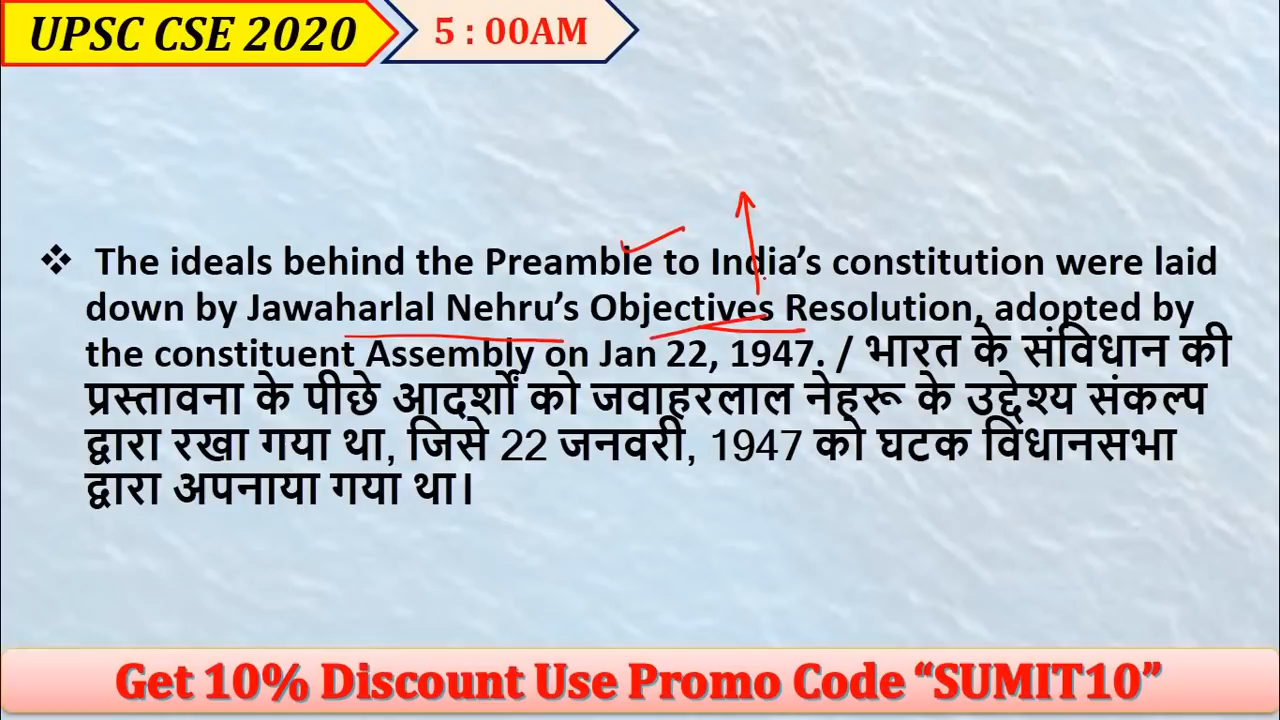 UPSC CSE 2020
5 : 00AM
❖ The ideals behind the Preamble to India's constitution were laid
down by Jawaharlal Nehru's Objectives Resolution, adopted by
the constituent Assembly on Jan 22, 1947. / भारत के संविधान की
प्रस्तावना के पीछे आदर्शों को जवाहरलाल नेहरू के उद्देश्य संकल्प
द्वारा रखा गया था, जिसे 22 जनवरी, 1947 को घटक विधानसभा
द्वारा अपनाया गया था।
Get 10% Discount Use Promo Code “SUMIT10”